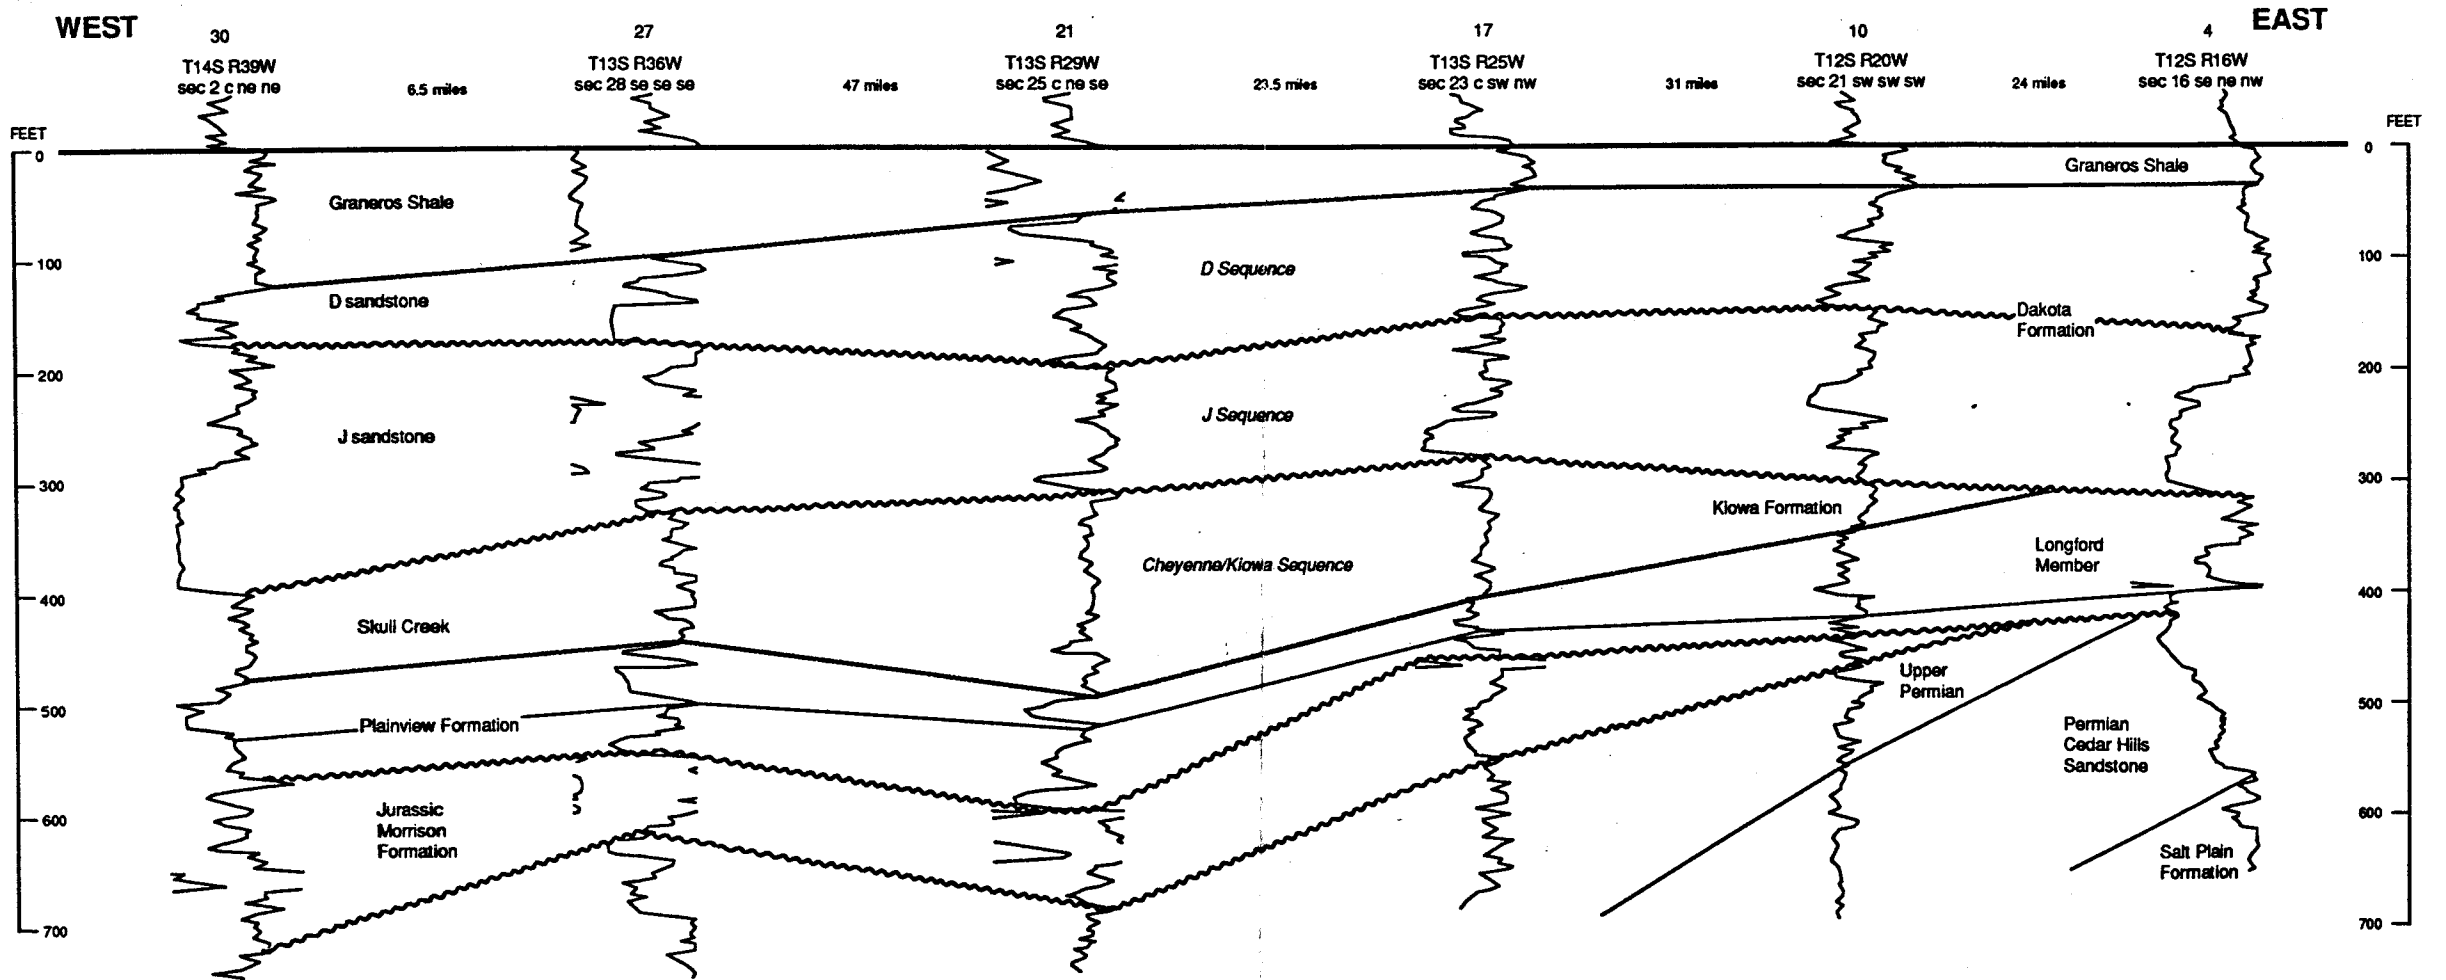 WEST
EAST
30
27
21
17
10
4
T14S R39W
T13S R36W
T13S R29W
T13S R25W
T12S R20W
T12S R16W
sec 2 c ne ne
6.5 miles
sec 28 se se se
47 miles
sec 25 c ne se
23.5 miles
sec 23 c sw nw
31 miles
sec 21 sw sw sw
24 miles
sec 16 se ne nw
FEET
FEET
0
0
Graneros Shale
Graneros Shale
100
100
D Sequence
D sandstone
Dakota
Formation
200
200
J Sequence
J sandstone
300
300
Kiowa Formation
Longford
Member
Cheyenne/Kiowa Sequence
400
400
Skull Creek
Upper
Permian
500
500
Plainview Formation
Permian
Cedar Hills
Sandstone
Jurassic
Morrison
Formation
600
600
Salt Plain
Formation
700
700